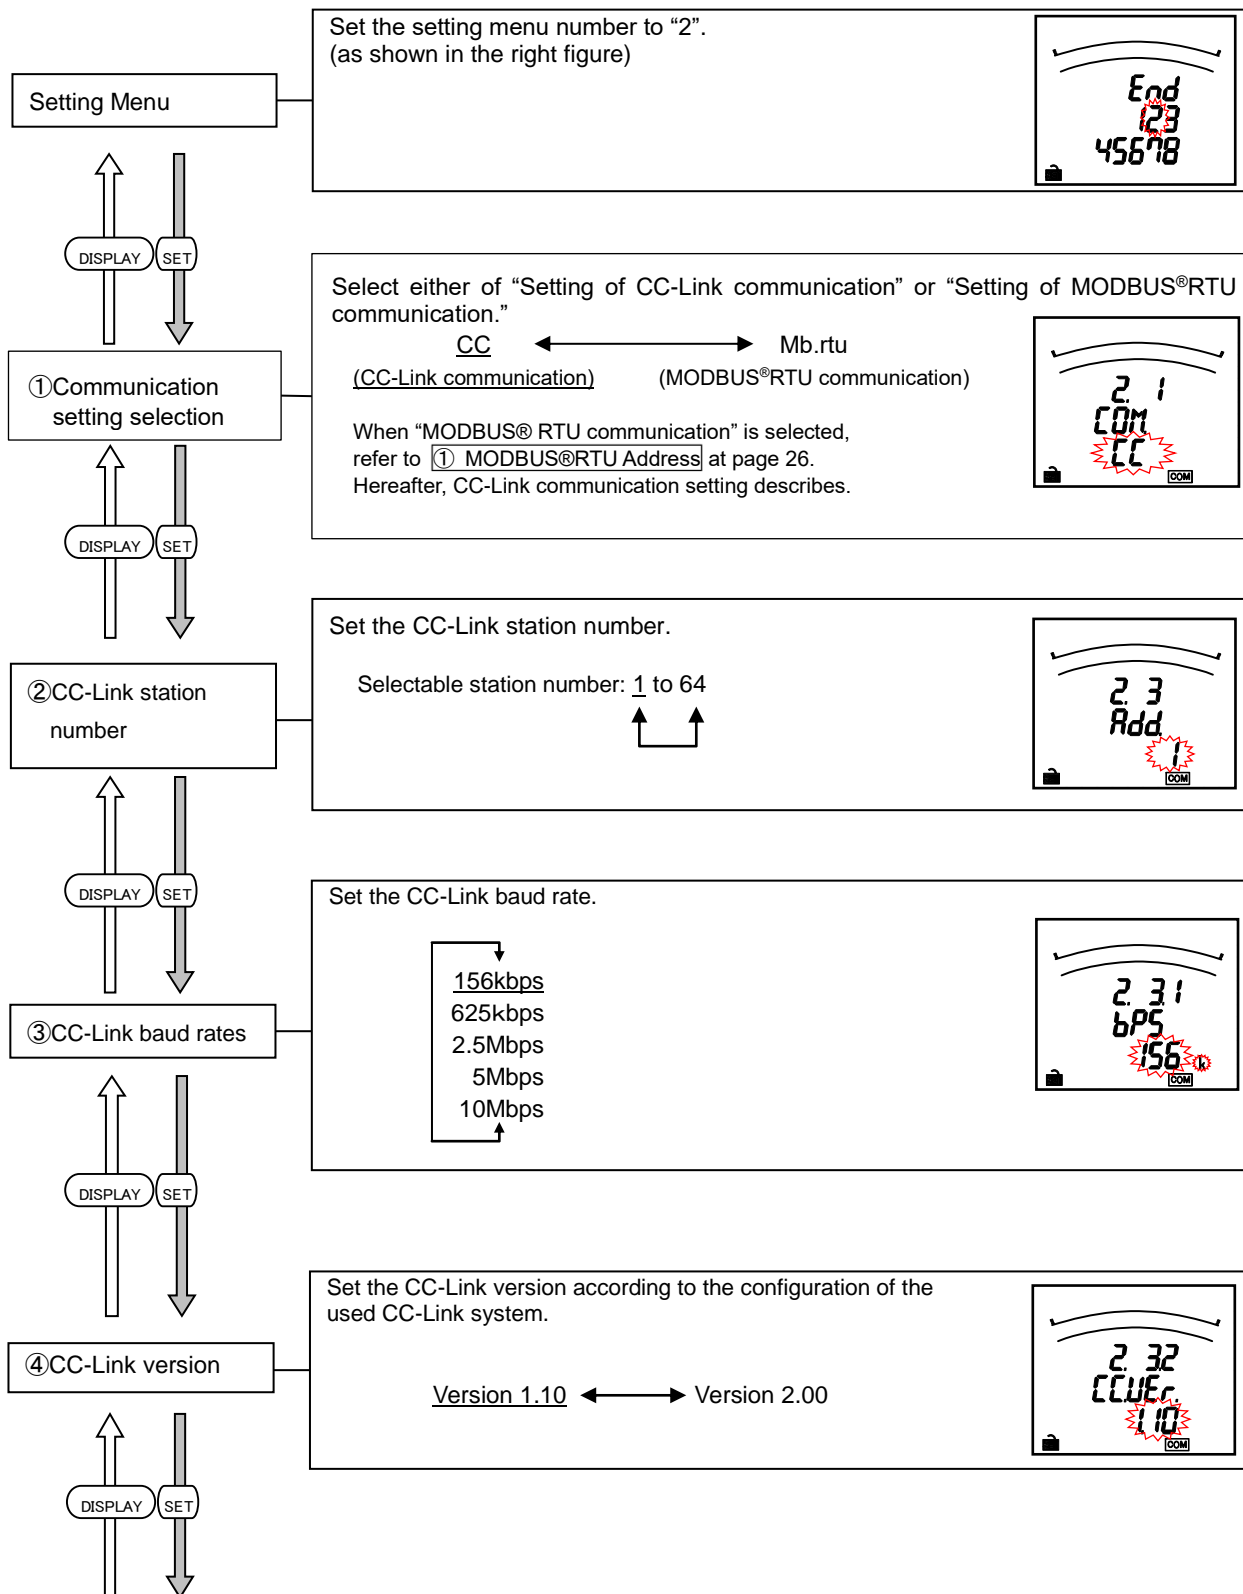 Set the setting menu number to “2”.
(as shown in the right figure)
Setting Menu
End
123
45678
DISPLAY SET
Select either of “Setting of CC-Link communication” or “Setting of MODBUS®RTU
communication.”
CC Mb.rtu
(CC-Link communication) (MODBUS®RTU communication)
①Communication
setting selection
When “MODBUS® RTU communication” is selected,
refer to ① MODBUS®RTU Address at page 26.
Hereafter, CC-Link communication setting describes.
2. 1
COM.
CC
COM
DISPLAY SET
Set the CC-Link station number.
②CC-Link station
number
Selectable station number: 1 to 64
2. 3
Add.
1
COM
DISPLAY SET
Set the CC-Link baud rate.
156kbps
625kbps
2.5Mbps
5Mbps
10Mbps
③CC-Link baud rates
2. 3.1
bPS
156 k
COM
DISPLAY SET
Set the CC-Link version according to the configuration of the
used CC-Link system.
④CC-Link version
Version 1.10 Version 2.00
2. 3.2
CC.VEr.
1.10
COM
DISPLAY SET